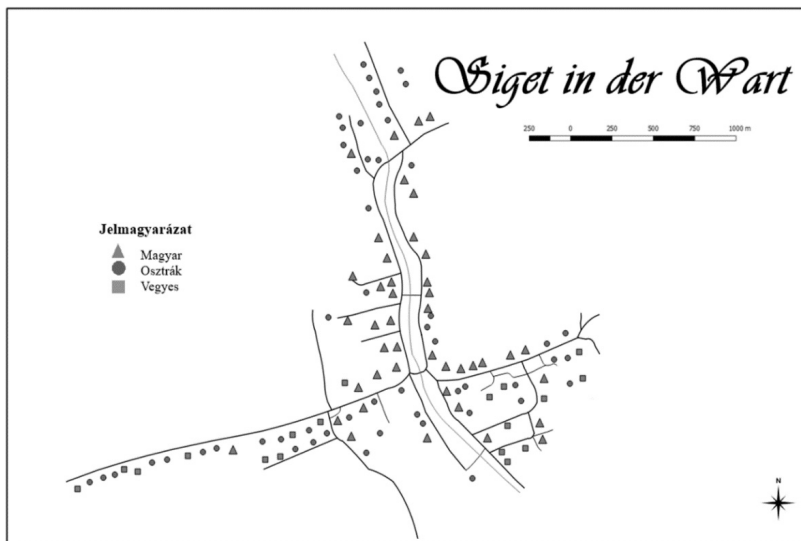 Siget in der Wart
250 0 250 500 750 1000 m
Jelmagyarázat
Magyar
Osztrák
Vegyes
N